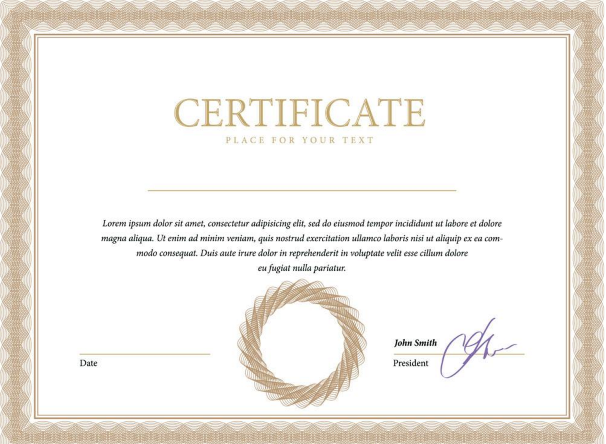 CERTIFICATE
PLACE FOR YOUR TEXT
Lorem ipsum dolor sit amet, consectetur adipisicing elit, sed do eiusmod tempor incididunt ut labore et dolore
magna aliqua. Ut enim ad minim veniam, quis nostrud exercitation ullamco laboris nisi ut aliquip ex ea com-
modo consequat. Duis aute irure dolor in reprehenderit in voluptate velit esse cillum dolore
eu fugiat nulla pariatur.
John Smith
Date
President